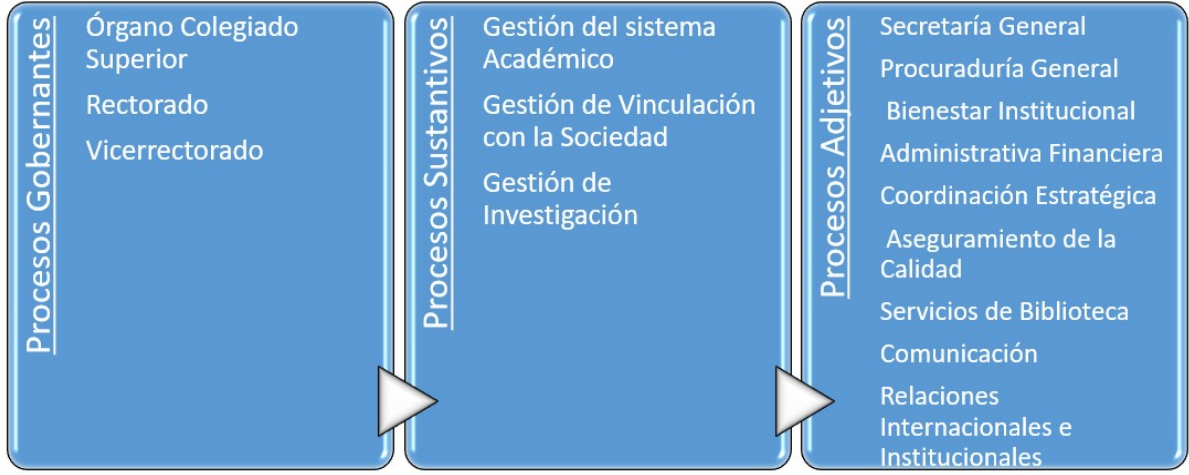 Procesos Gobernantes
Órgano Colegiado
Superior
Rectorado
Vicerrectorado
Procesos Sustantivos
Gestión del sistema
Académico
Gestión de Vinculación
con la Sociedad
Gestión de
Investigación
Procesos Adjetivos
Secretaría General
Procuraduría General
Bienestar Institucional
Administrativa Financiera
Coordinación Estratégica
Aseguramiento de la
Calidad
Servicios de Biblioteca
Comunicación
Relaciones
Internacionales e
Institucionales